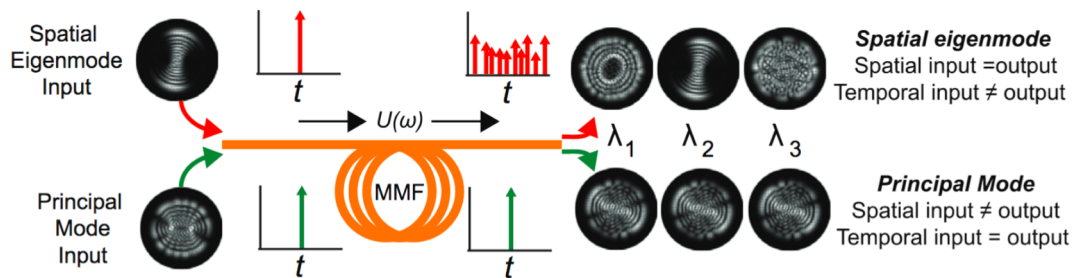 Spatial
Eigenmode
Input
t
t
U(ω)
MMF
λ1
λ2
λ3
Spatial eigenmode
Spatial input =output
Temporal input ≠ output
Principal
Mode
Input
t
t
Principal Mode
Spatial input ≠ output
Temporal input = output